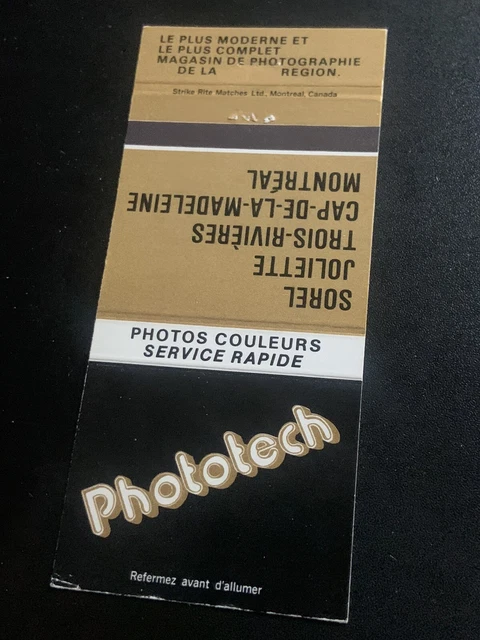 LE PLUS MODERNE ET
LE PLUS COMPLET
MAGASIN DE PHOTOGRAPHIE
DE LA REGION.
Strike Rite Matches Ltd., Montreal, Canada
SOREL
JOLIETTE
TROIS-RIVIÈRES
CAP-DE-LA-MADELEINE
MONTRÉAL
PHOTOS COULEURS
SERVICE RAPIDE
Phototech
Refermez avant d'allumer